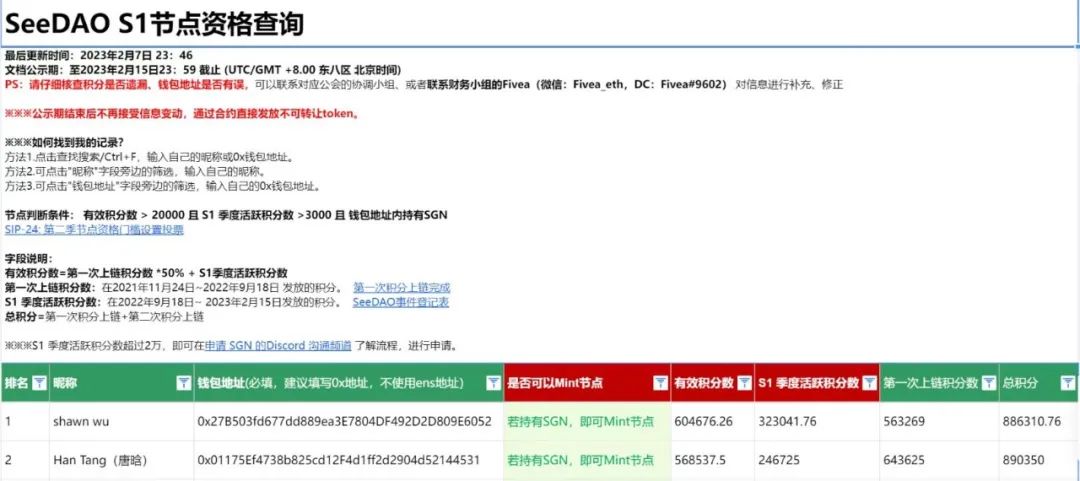 SeeDAO S1节点资格查询
最后更新时间：2023年2月7日 23：46
文档公示期：至2023年2月15日23：59 截止 (UTC/GMT +8.00 东八区 北京时间)
PS：请仔细核查积分是否遗漏、钱包地址是否有误，可以联系对应公会的协调小组、或者联系财务小组的Fivea（微信：Fivea_eth，DC：Fivea#9602） 对信息进行补充、修正
※※※公示期结束后不再接受信息变动，通过合约直接发放不可转让token。
※※※如何找到我的记录？
方法1.点击查找搜索/Ctrl+F，输入自己的昵称或0x钱包地址。
方法2.可点击"昵称"字段旁边的筛选，输入自己的昵称。
方法3.可点击"钱包地址"字段旁边的筛选，输入自己的0x钱包地址。
节点判断条件： 有效积分数 > 20000 且 S1 季度活跃积分数 >3000 且 钱包地址内持有SGN
SIP-24: 第二季节点资格门槛设置投票
字段说明：
有效积分数=第一次上链积分数 *50% + S1季度活跃积分数
第一次上链积分数：在2021年11月24日~2022年9月18日 发放的积分。 第一次积分上链完成
S1 季度活跃积分数：在2022年9月18日~ 2023年2月15日发放的积分。 SeeDAO事件登记表
总积分=第一次积分上链+第二次积分上链
※※※S1 季度活跃积分数超过2万，即可在申请 SGN 的Discord 沟通频道 了解流程，进行申请。
排名 昵称 钱包地址(必填，建议填写0x地址，不使用ens地址) 是否可以Mint节点 有效积分数 S1 季度活跃积分数 第一次上链积分数 总积分
1 shawn wu 0x27B503fd677dd889ea3E7804DF492D2D809E6052 若持有SGN，即可Mint节点 604676.26 323041.76 563269 886310.76
2 Han Tang（唐晗） 0x01175Ef4738b825cd12F4d1ff2d2904d52144531 若持有SGN，即可Mint节点 568537.5 246725 643625 890350